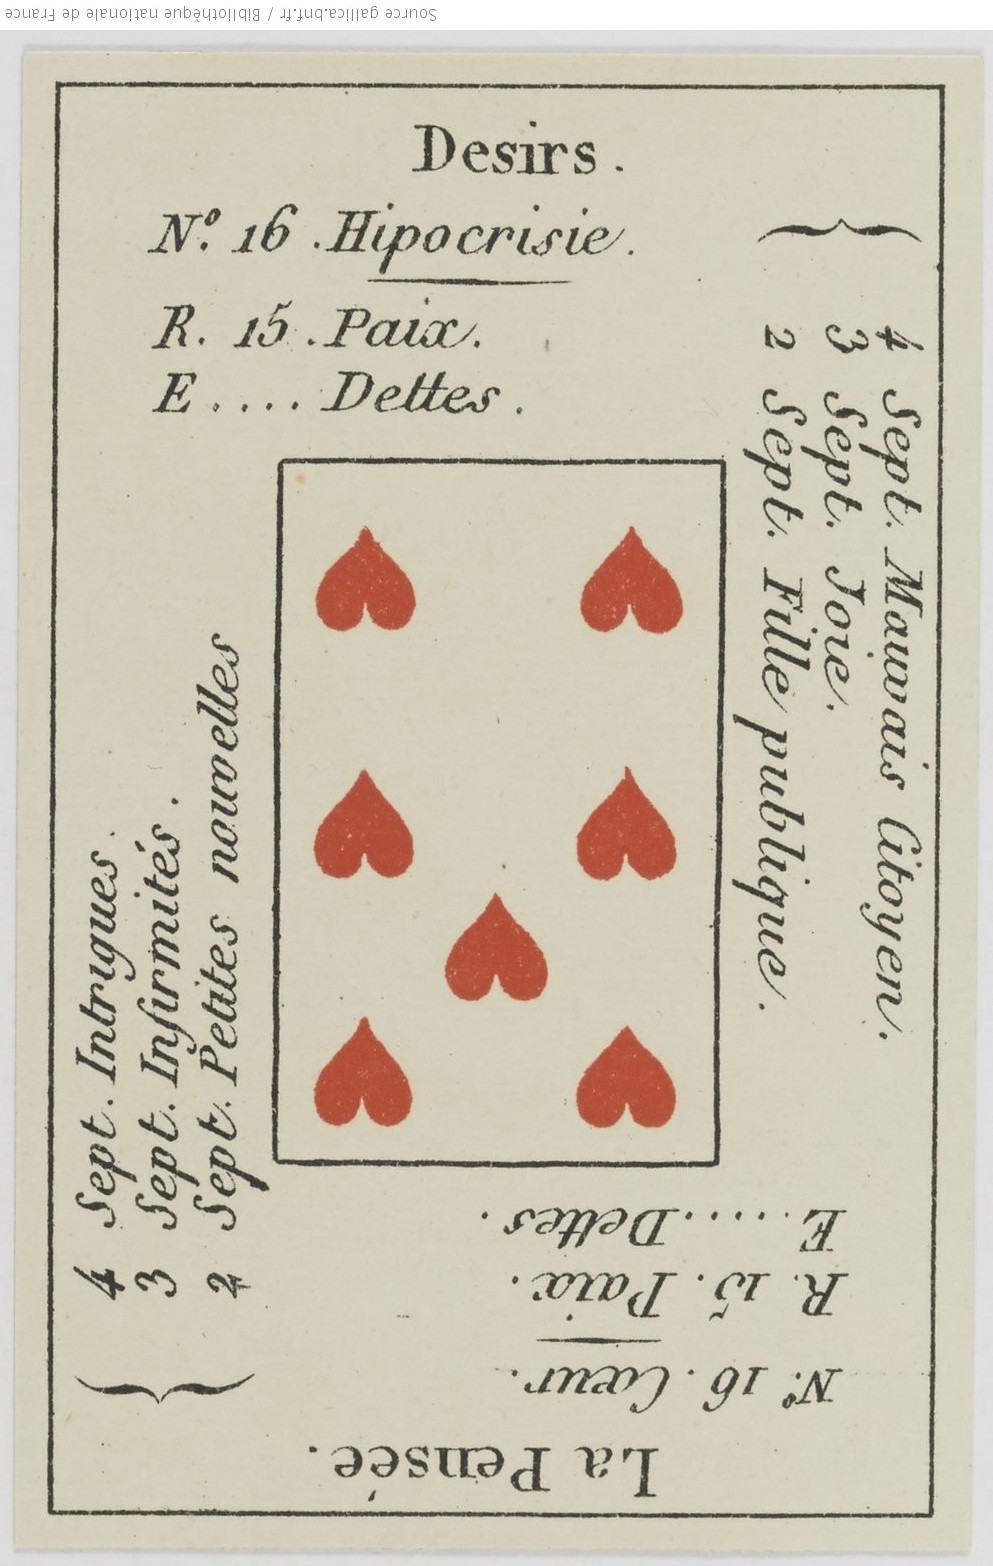 Source gallica.bnf.fr / Bibliothèque nationale de France
Desirs.
N.º 16. Hipocrisie.
R. 15. Paix.
E.... Dettes.
4 Sept. Mauvais Citoyen.
3 Sept. Joie.
2 Sept. Fille publique.
La Pensée.
N.º 16. Cœur.
R. 15. Paix.
E..... Dettes.
4 Sept. Intrigues.
3 Sept. Infirmités.
2 Sept. Petites nouvelles